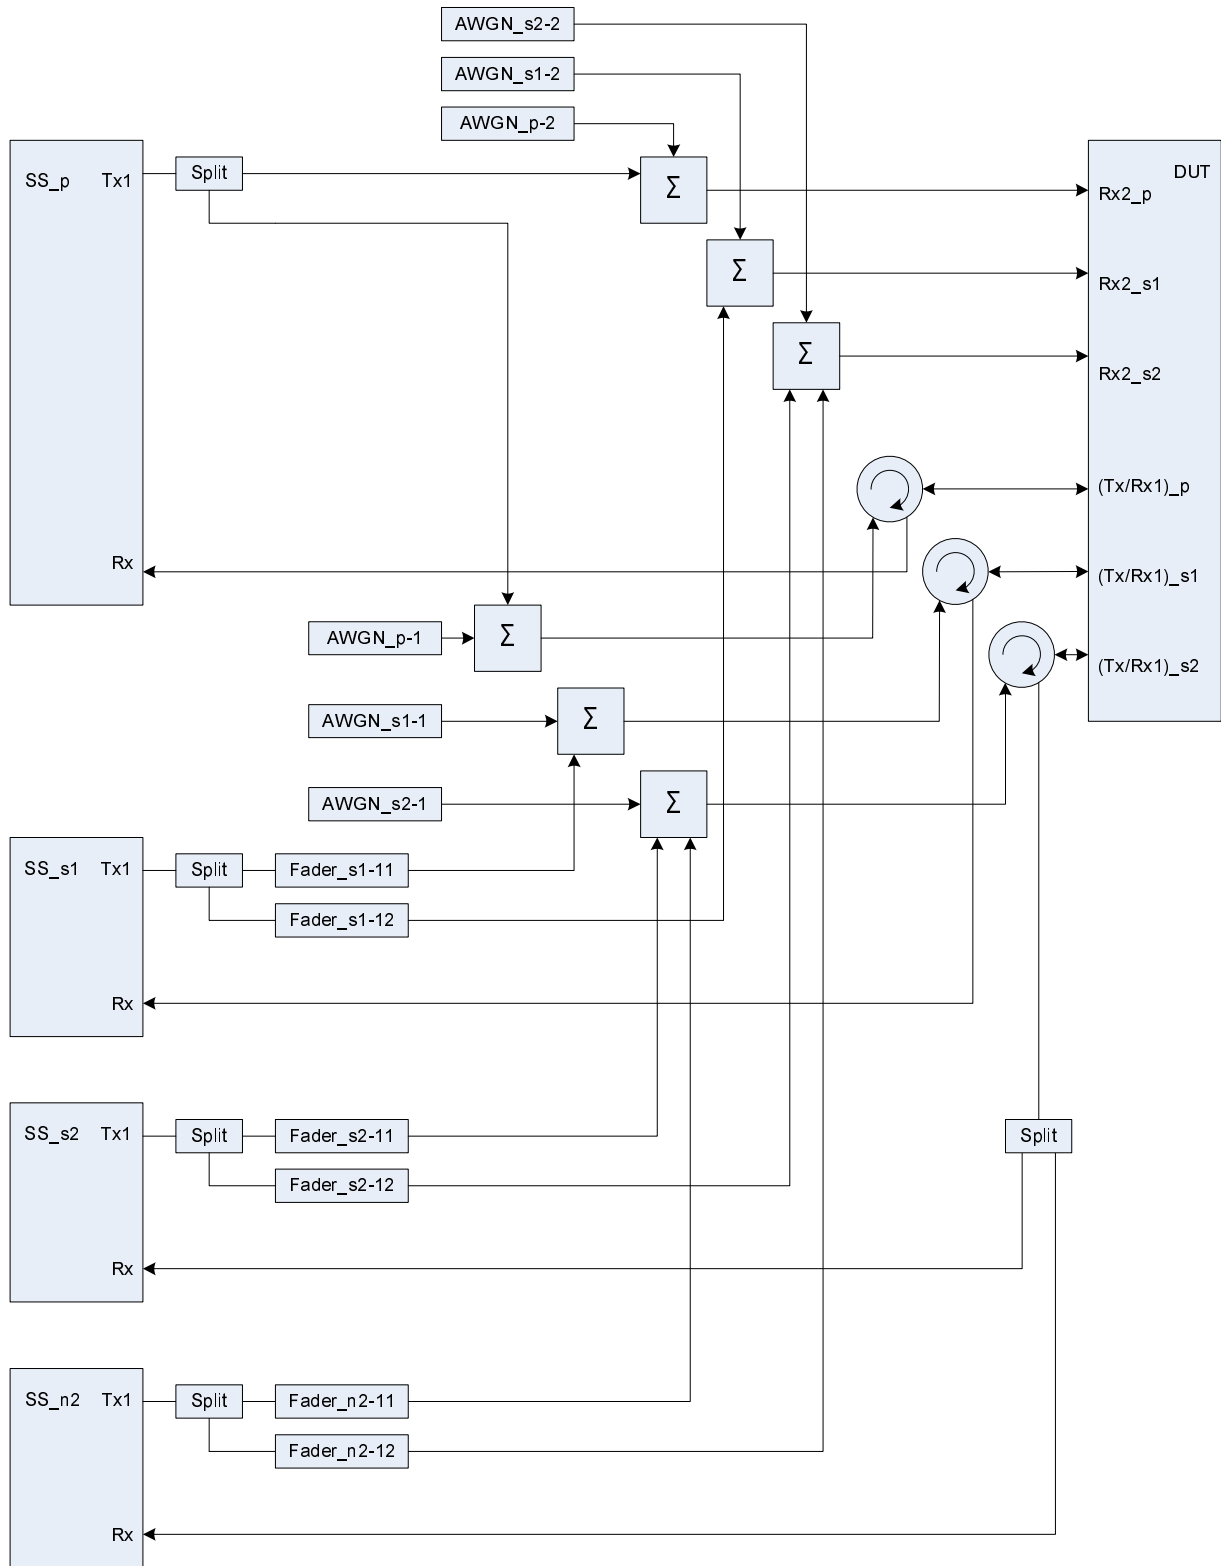 AWGN_s2-2
AWGN_s1-2
AWGN_p-2
SS_p Tx1
Split
Σ
DUT
Rx2_p
Σ
Rx2_s1
Σ
Rx2_s2
(Tx/Rx1)_p
Rx
(Tx/Rx1)_s1
AWGN_p-1
Σ
(Tx/Rx1)_s2
AWGN_s1-1
Σ
AWGN_s2-1
Σ
SS_s1 Tx1
Split
Fader_s1-11
Fader_s1-12
Rx
SS_s2 Tx1
Split
Fader_s2-11
Split
Fader_s2-12
Rx
SS_n2 Tx1
Split
Fader_n2-11
Fader_n2-12
Rx